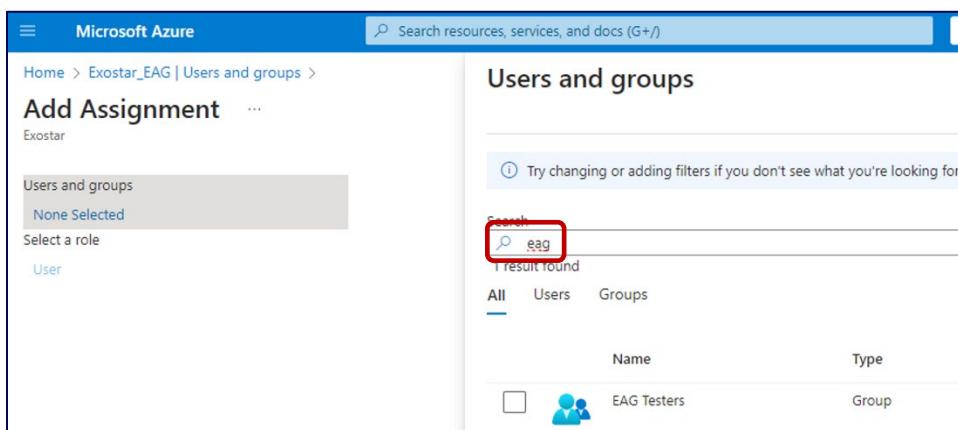 Microsoft Azure
Search resources, services, and docs (G+/)
Home > Exostar_EAG | Users and groups >
Add Assignment ...
Exostar
Users and groups
None Selected
Select a role
User
Users and groups
Try changing or adding filters if you don't see what you're looking for
Search
eag
1 result found
All Users Groups
Name Type
EAG Testers Group